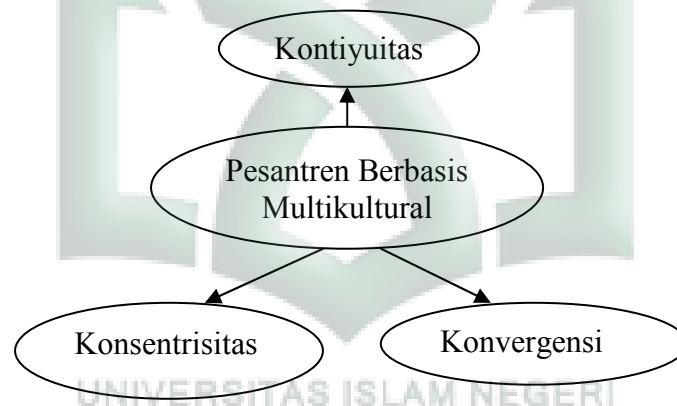 Kontiyuitas
Pesantren Berbasis
Multikultural
Konsentrisitas
Konvergensi
UNIVERSITAS ISLAM NEGERI